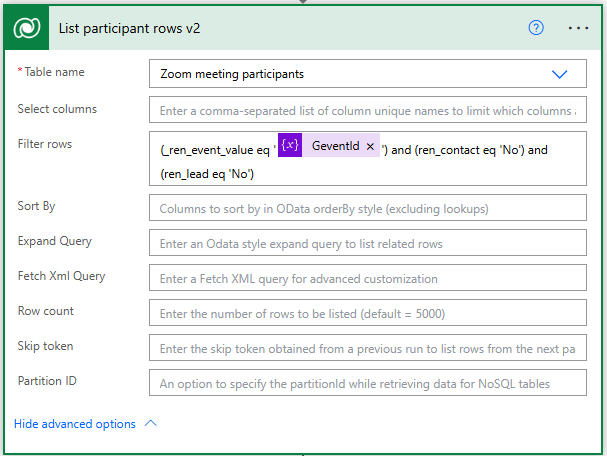 List participant rows v2
?
* Table name
Zoom meeting participants
Select columns
Enter a comma-separated list of column unique names to limit which columns
Filter rows
(_ren_event_value eq ' {x} GeventId × ') and (ren_contact eq 'No') and
(ren_lead eq 'No')
Sort By
Columns to sort by in OData orderBy style (excluding lookups)
Expand Query
Enter an Odata style expand query to list related rows
Fetch Xml Query
Enter a Fetch XML query for advanced customization
Row count
Enter the number of rows to be listed (default = 5000)
Skip token
Enter the skip token obtained from a previous run to list rows from the next pa
Partition ID
An option to specify the partitionId while retrieving data for NoSQL tables
Hide advanced options